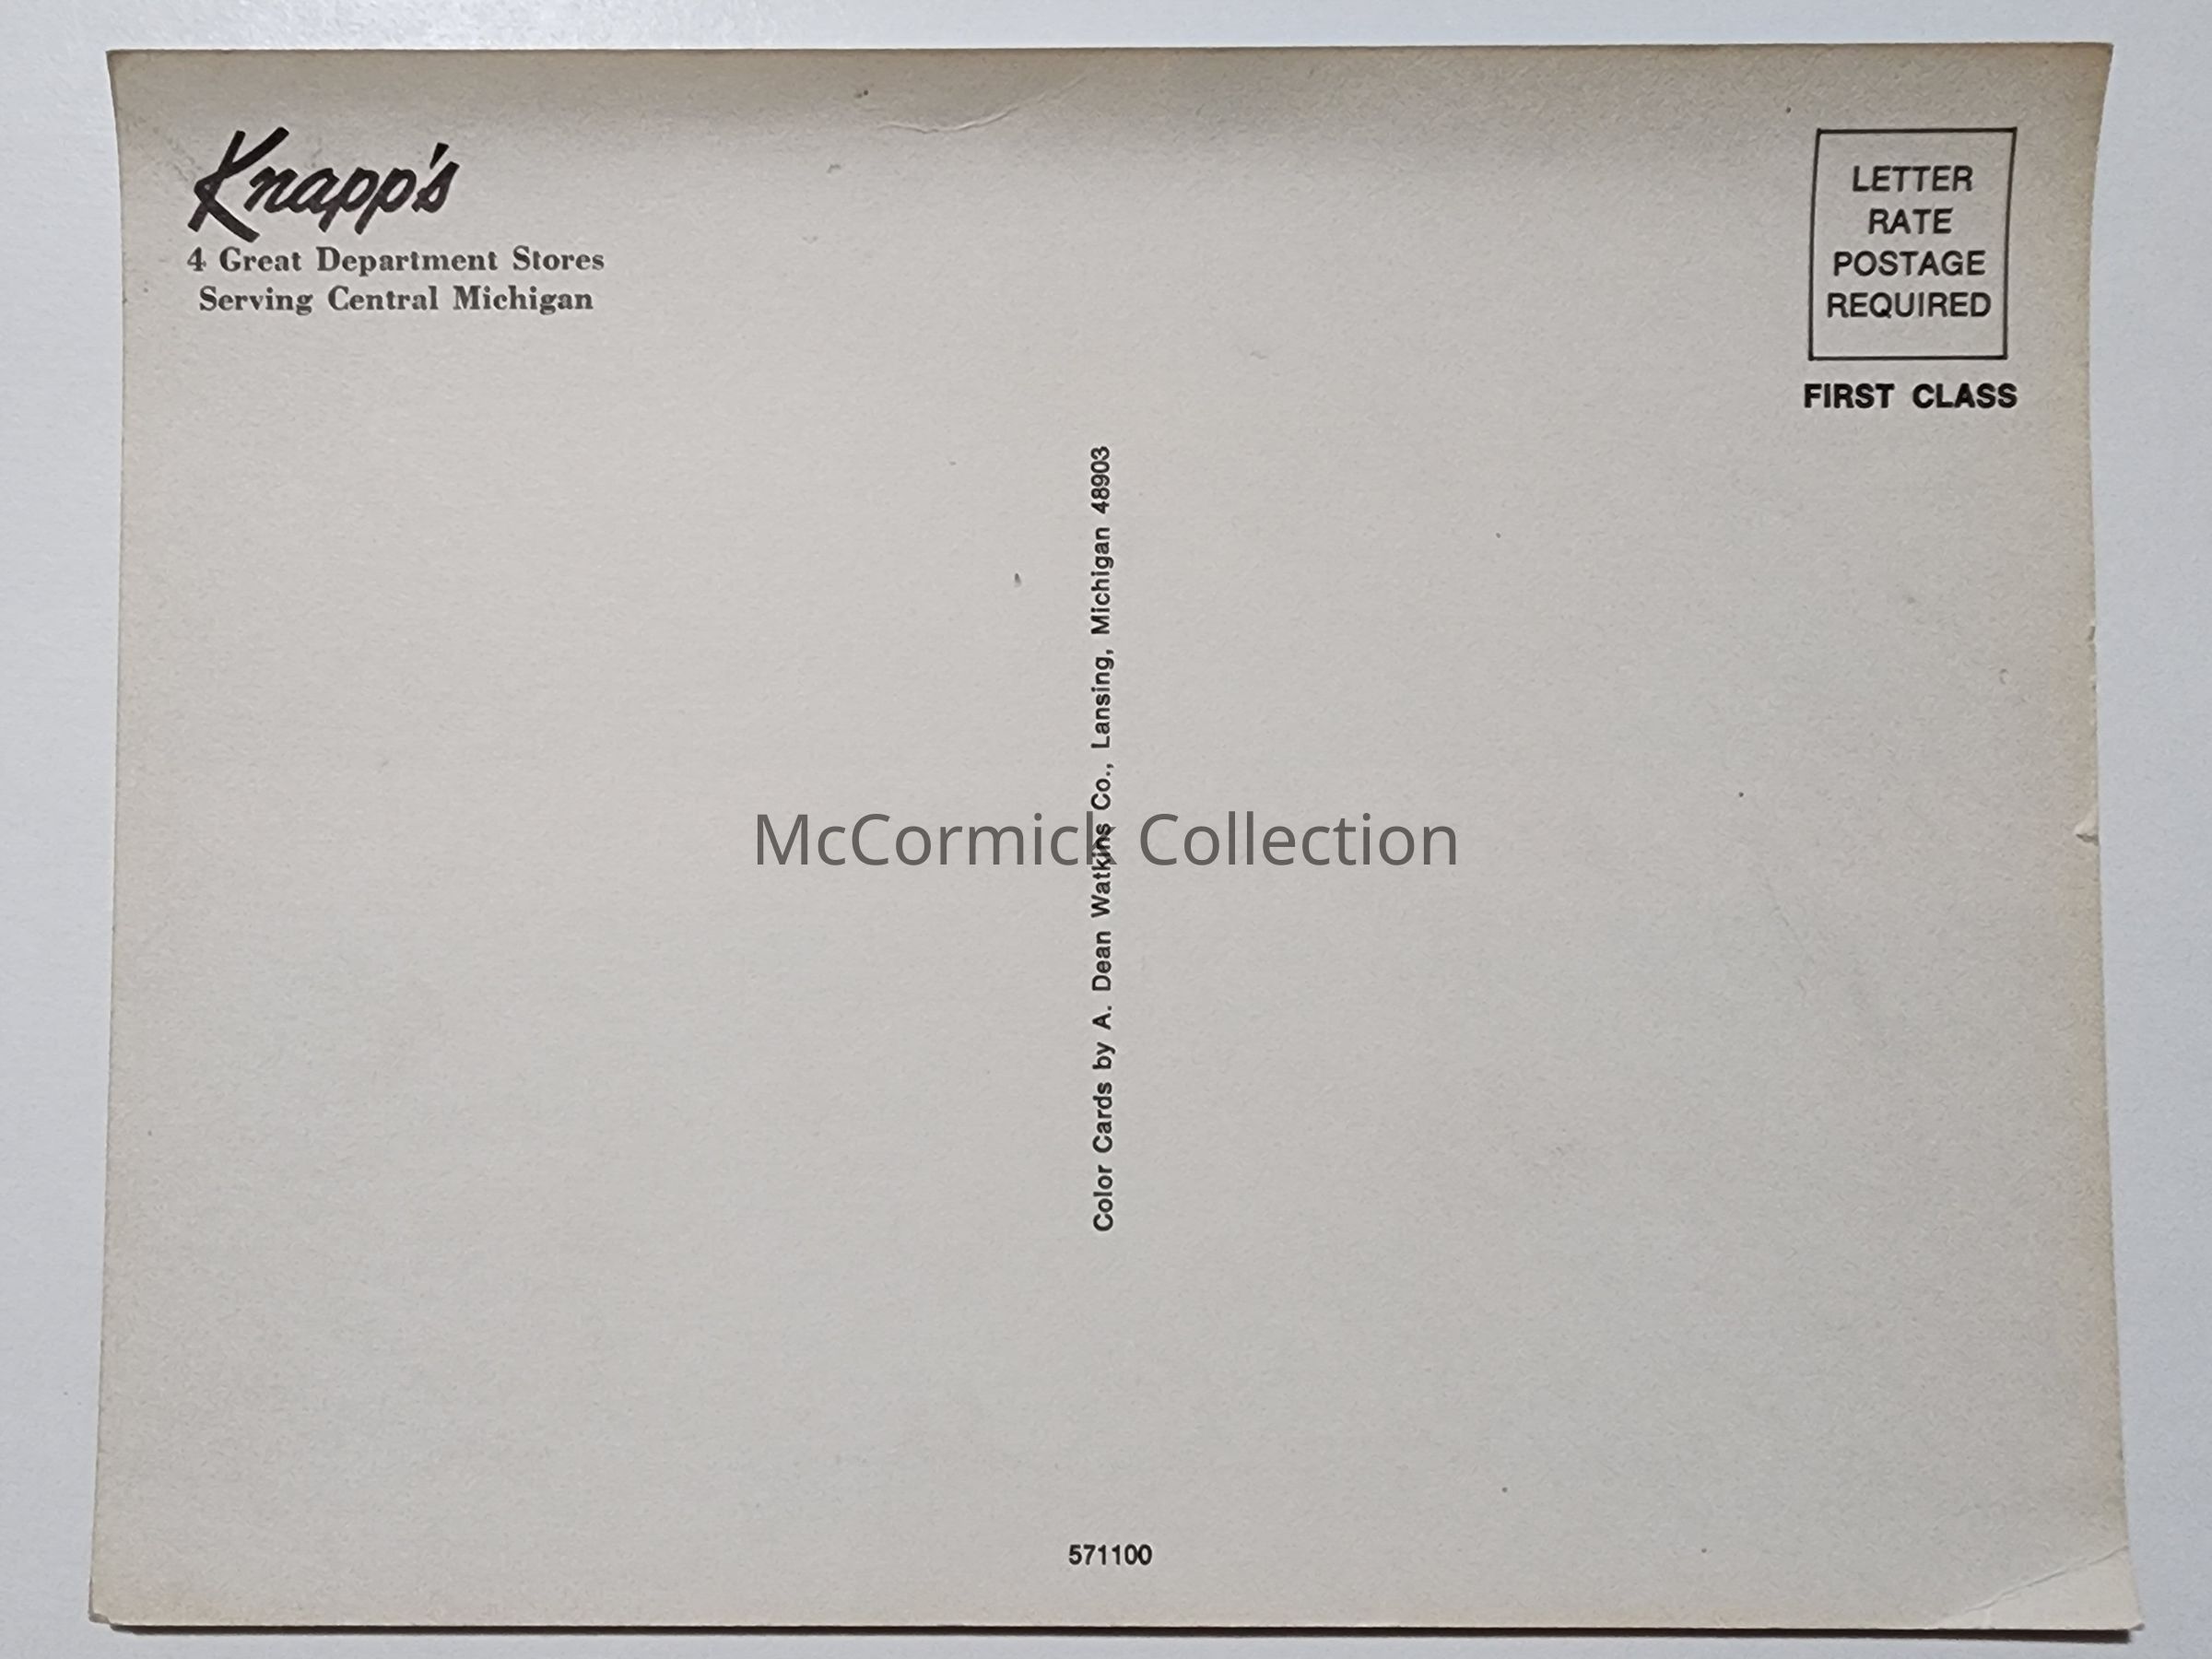 Knapp's
4 Great Department Stores
Serving Central Michigan
LETTER
RATE
POSTAGE
REQUIRED
FIRST CLASS
Color Cards by A. Dean Watkins Co., Lansing, Michigan 48903
McCormick Collection
571100